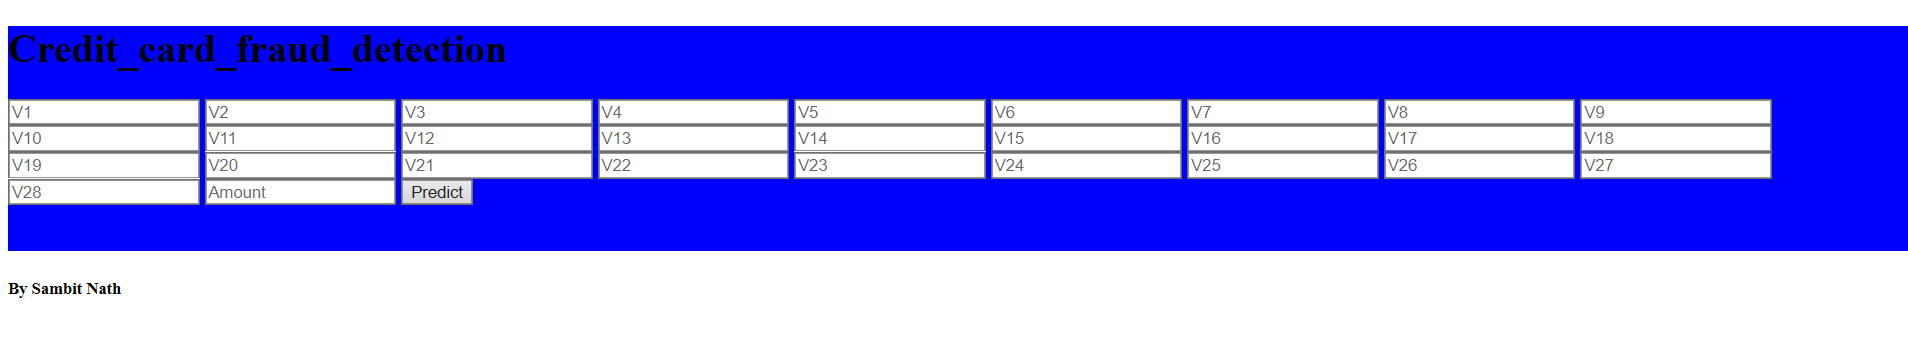 Credit_card_fraud_detection
V1 V2 V3 V4 V5 V6 V7 V8 V9
V10 V11 V12 V13 V14 V15 V16 V17 V18
V19 V20 V21 V22 V23 V24 V25 V26 V27
V28 Amount Predict
By Sambit Nath